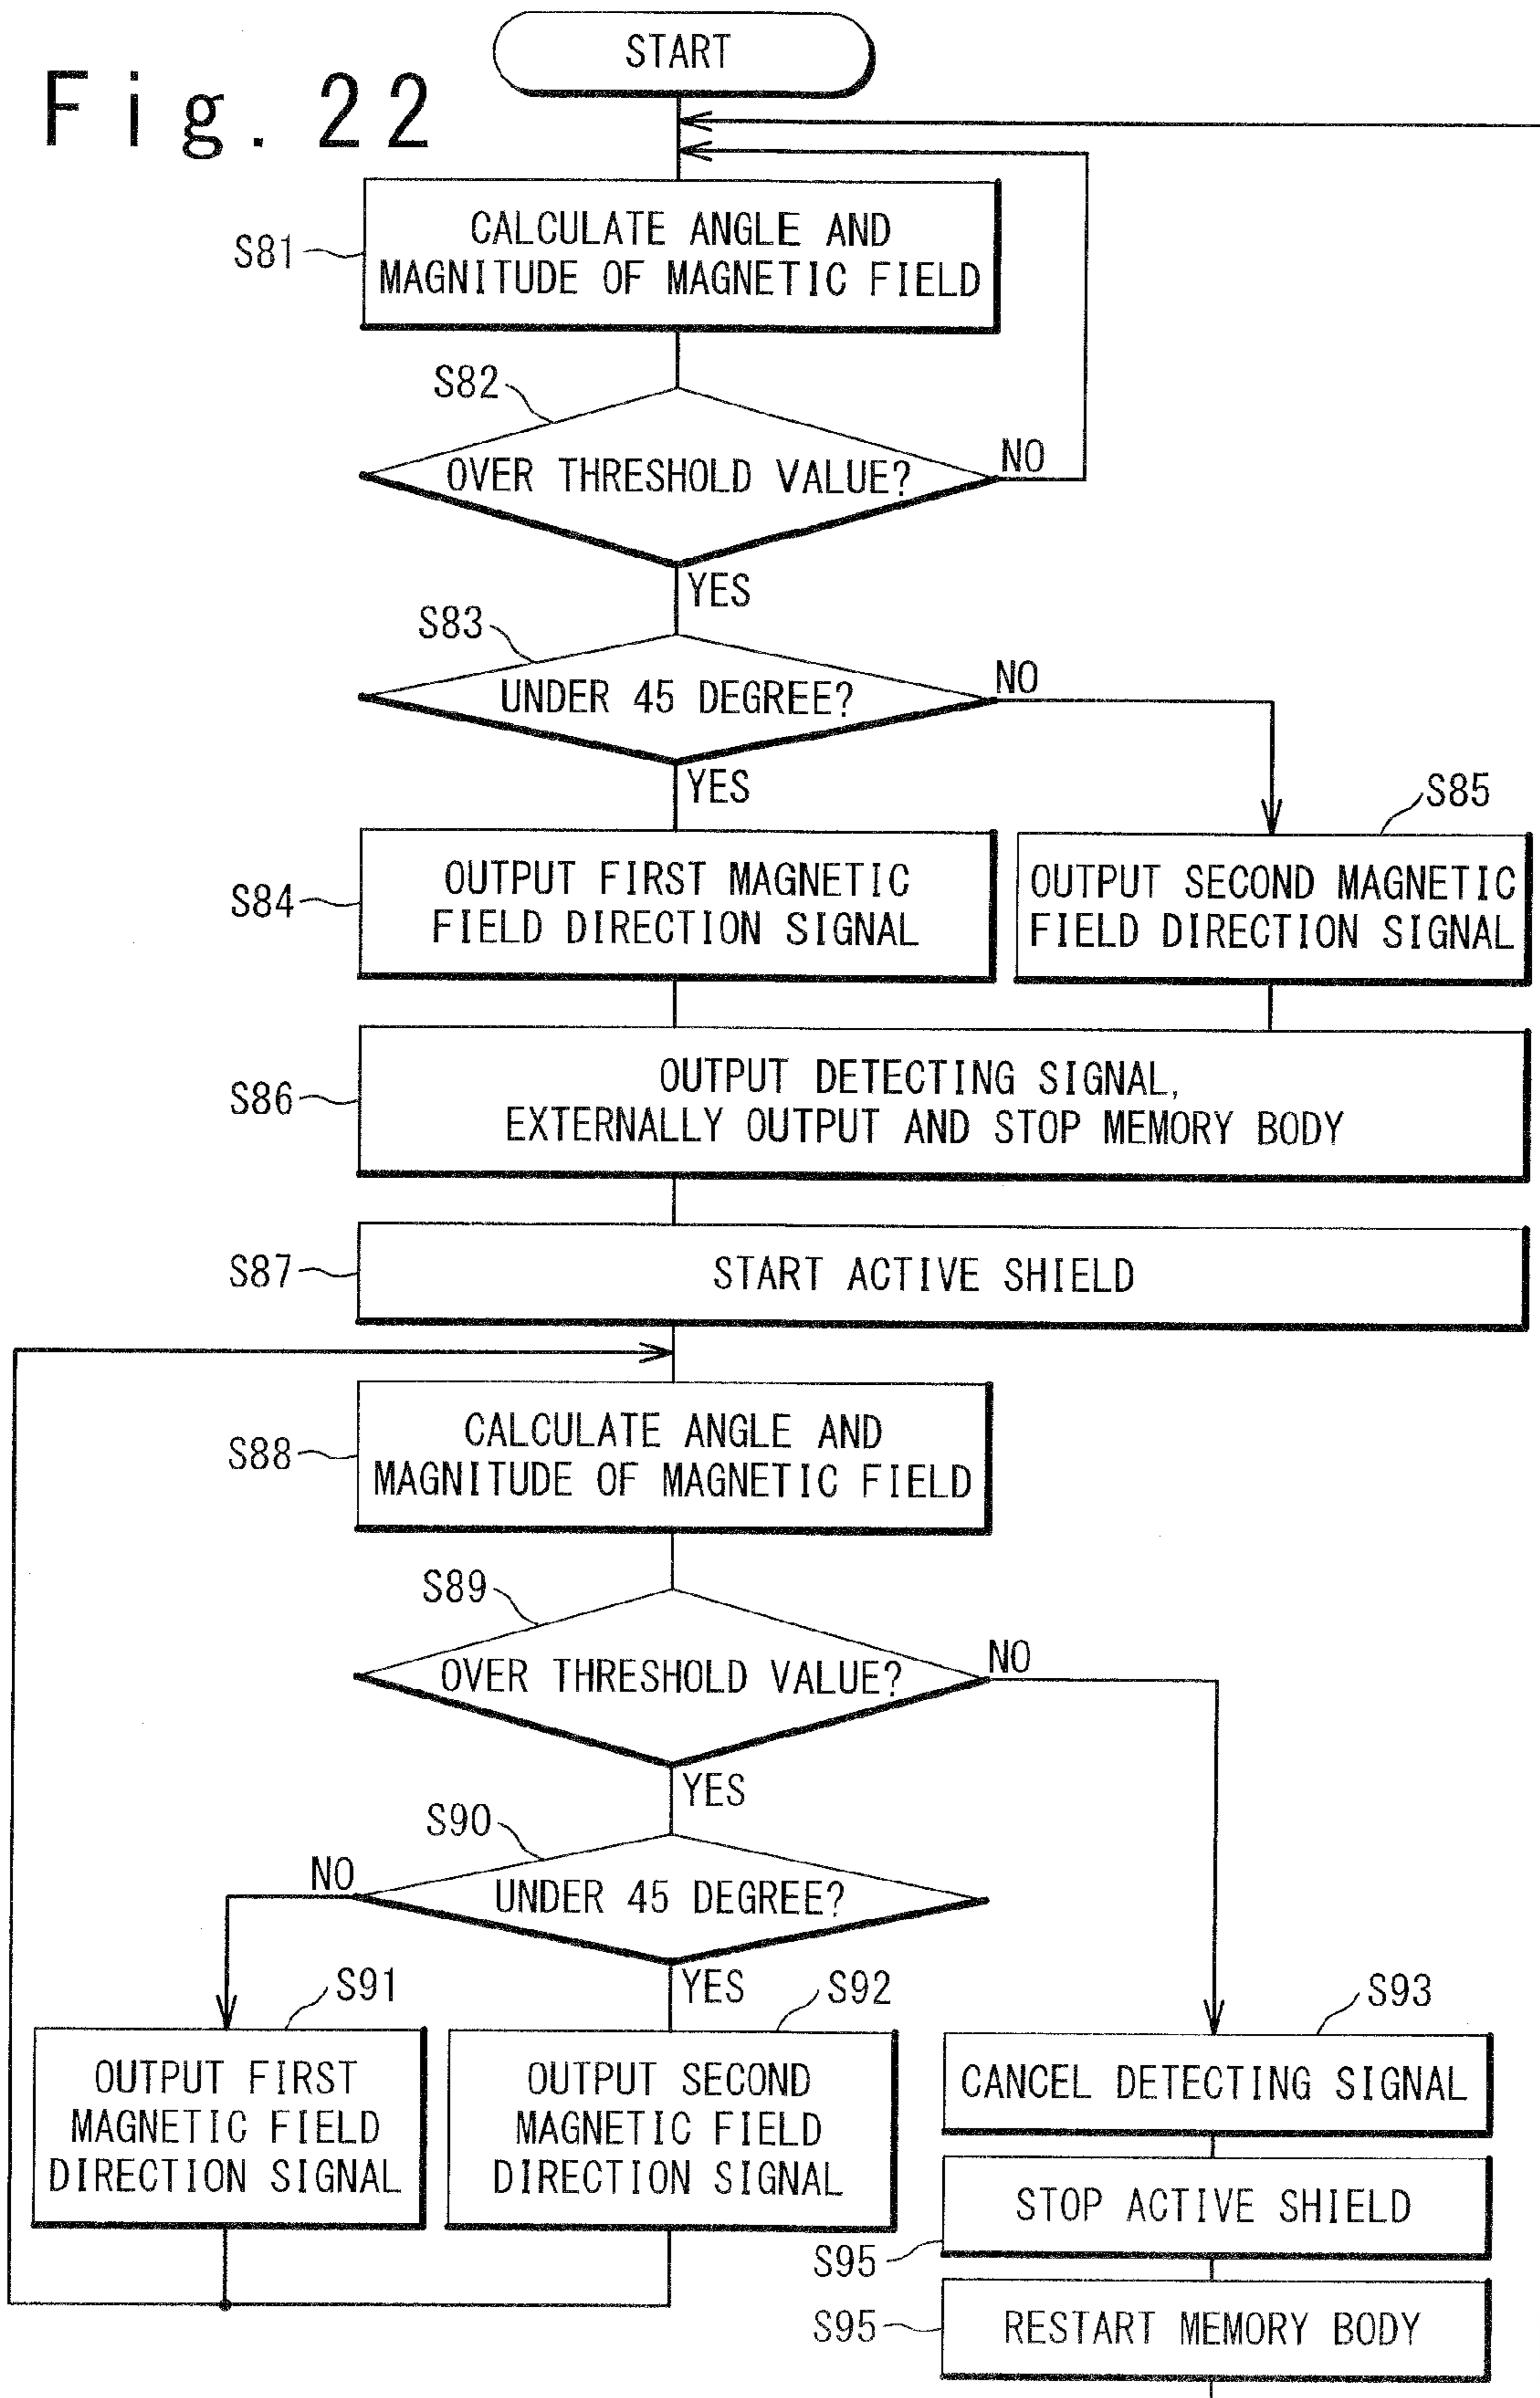 Fig. 22
START
S81
CALCULATE ANGLE AND
MAGNITUDE OF MAGNETIC FIELD
S82
OVER THRESHOLD VALUE?
NO
YES
S83
UNDER 45 DEGREE?
NO
YES
S84
OUTPUT FIRST MAGNETIC
FIELD DIRECTION SIGNAL
S85
OUTPUT SECOND MAGNETIC
FIELD DIRECTION SIGNAL
S86
OUTPUT DETECTING SIGNAL,
EXTERNALLY OUTPUT AND STOP MEMORY BODY
S87
START ACTIVE SHIELD
S88
CALCULATE ANGLE AND
MAGNITUDE OF MAGNETIC FIELD
S89
OVER THRESHOLD VALUE?
NO
YES
S90
UNDER 45 DEGREE?
NO
YES
S91
OUTPUT FIRST
MAGNETIC FIELD
DIRECTION SIGNAL
S92
OUTPUT SECOND
MAGNETIC FIELD
DIRECTION SIGNAL
S93
CANCEL DETECTING SIGNAL
STOP ACTIVE SHIELD
S95
RESTART MEMORY BODY
S95